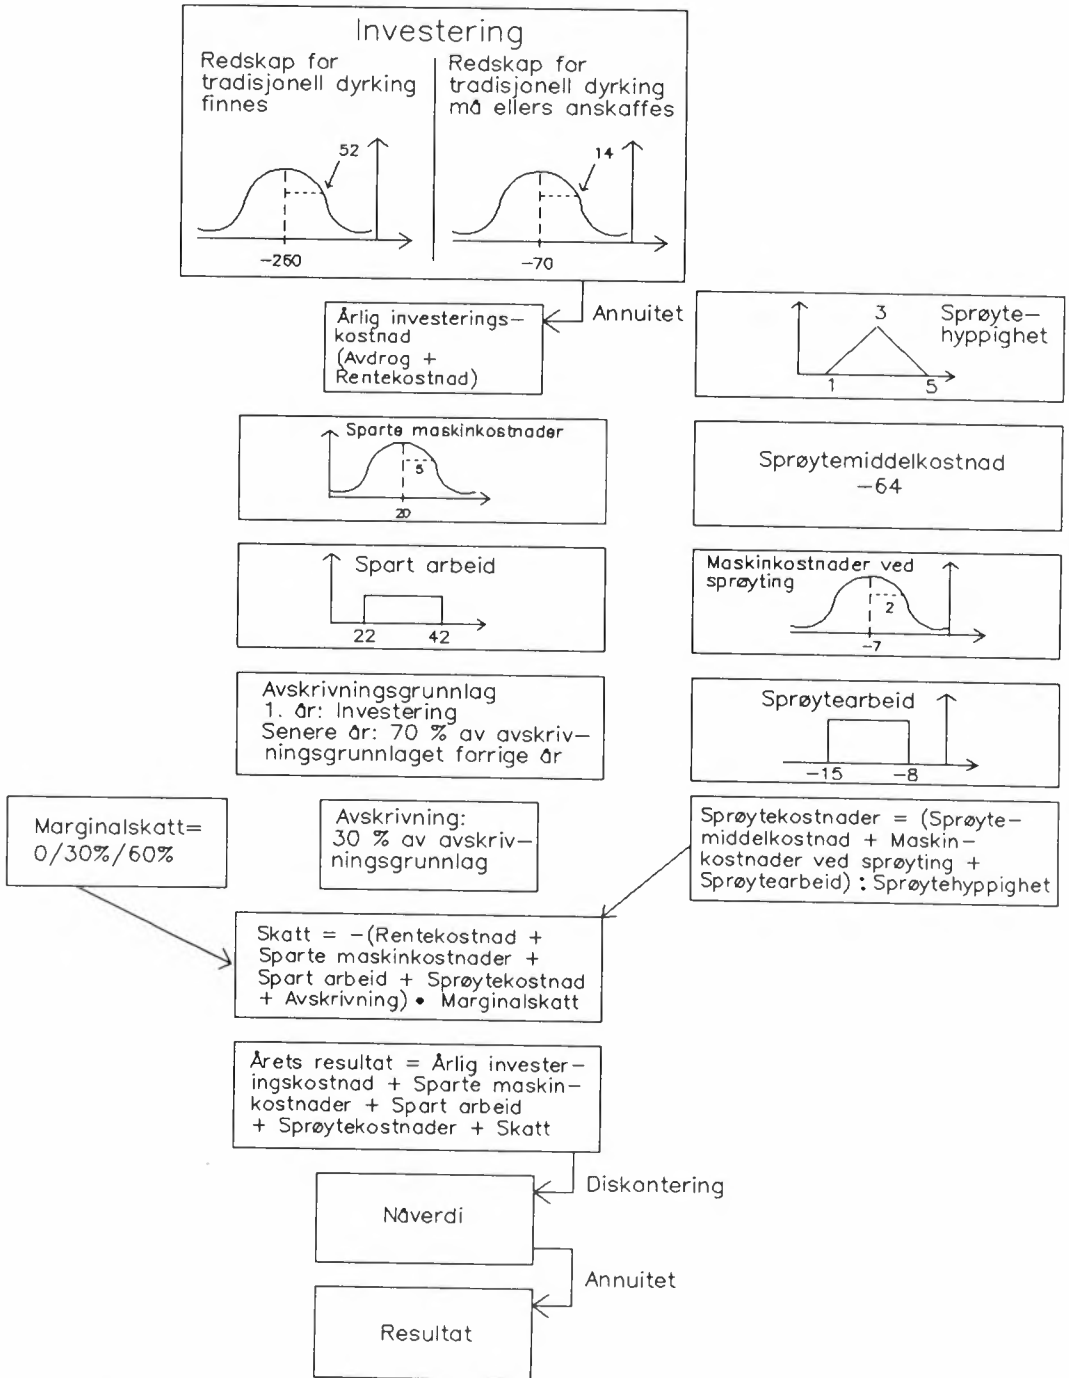 Investering
Redskap for
tradisjonell dyrking
finnes
52
-260
Redskap for
tradisjonell dyrking
må ellers anskaffes
14
-70
Annuitet
Årlig investerings-
kostnad
(Avdrag +
Rentekostnad)
Sprøyte-
hyppighet
3
1
5
Sparte maskinkostnader
5
20
Sprøytemiddelkostnad
-64
Spart arbeid
22
42
Maskinkostnader ved
sprøyting
2
-7
Avskrivningsgrunnlag
1. år: Investering
Senere år: 70 % av avskriv-
ningsgrunnlaget forrige år
Sprøytearbeid
-15
-8
Marginalskatt=
0/30%/60%
Avskrivning:
30 % av avskriv-
ningsgrunnlag
Sprøytekostnader = (Sprøyte-
middelkostnad + Maskin-
kostnader ved sprøyting +
Sprøytearbeid) : Sprøytehyppighet
Skatt = -(Rentekostnad +
Sparte maskinkostnader +
Spart arbeid + Sprøytekostnad
+ Avskrivning) • Marginalskatt
Årets resultat = Årlig invester-
ingskostnad + Sparte maskin-
kostnader + Spart arbeid
+ Sprøytekostnader + Skatt
Diskontering
Nåverdi
Annuitet
Resultat